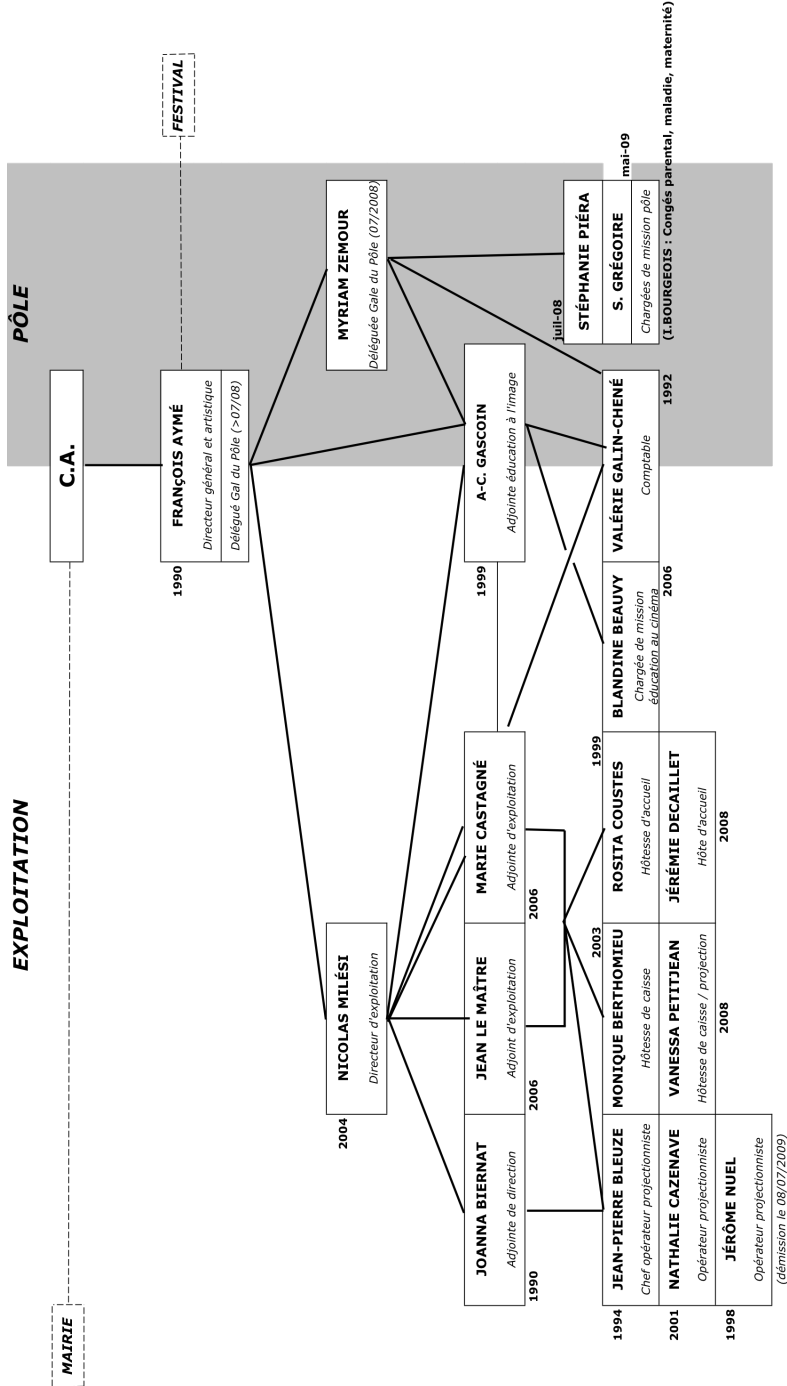 EXPLOITATION
PÔLE
MAIRIE
C.A.
FESTIVAL
1990
FRANçOIS AYMÉ
Directeur général et artistique
Délégué Gal du Pôle (>07/08)
2004
NICOLAS MILÉSI
Directeur d'exploitation
MYRIAM ZEMOUR
Déléguée Gale du Pôle (07/2008)
1990
JOANNA BIERNAT
Adjointe de direction
2006
JEAN LE MAÎTRE
Adjoint d'exploitation
2006
MARIE CASTAGNÉ
Adjointe d'exploitation
1999
A-C. GASCOIN
Adjointe éducation à l'image
juil-08
STÉPHANIE PIÉRA
S. GRÉGOIRE
mai-09
Chargées de mission pôle
(I.BOURGEOIS : Congés parental, maladie, maternité)
1994
JEAN-PIERRE BLEUZE
Chef opérateur projectionniste
2001
NATHALIE CAZENAVE
Opérateur projectionniste
1998
JÉRÔME NUEL
Opérateur projectionniste
(démission le 08/07/2009)
2003
MONIQUE BERTHOMIEU
Hôtesse de caisse
VANESSA PETITJEAN
Hôtesse de caisse / projection
2008
1999
ROSITA COUSTES
Hôtesse d'accueil
JÉRÉMIE DECAILLET
Hôte d'accueil
2008
BLANDINE BEAUVY
Chargée de mission
éducation au cinéma
2006
VALÉRIE GALIN-CHENÉ
Comptable
1992